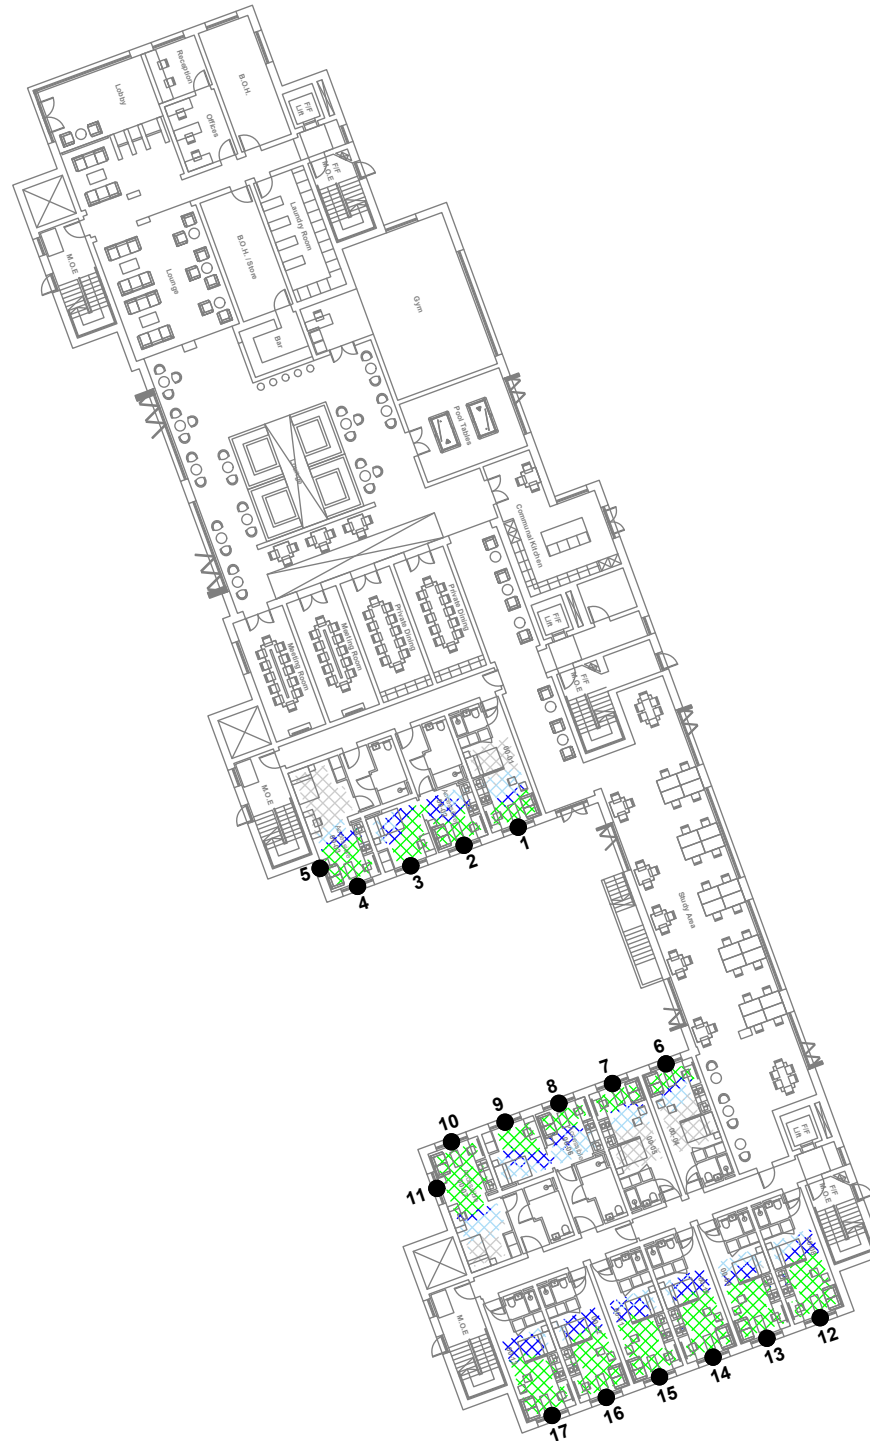 Reception
B.O.H.
Lobby
Offices
F/F
Lift
F/F
M.O.E
Laundry Room
M.O.E
B.O.H. / Store
Lounge
Gym
Bar
Pool Tables
Communal Kitchen
Private Dining
Private Dining
Meeting Room
Meeting Room
F/F
Lift
F/F
M.O.E
00-01
M.O.E
1
2
3
4
5
Study Area
6
7
8
9
10
11
F/F
Lift
F/F
M.O.E
M.O.E
12
13
14
15
16
17